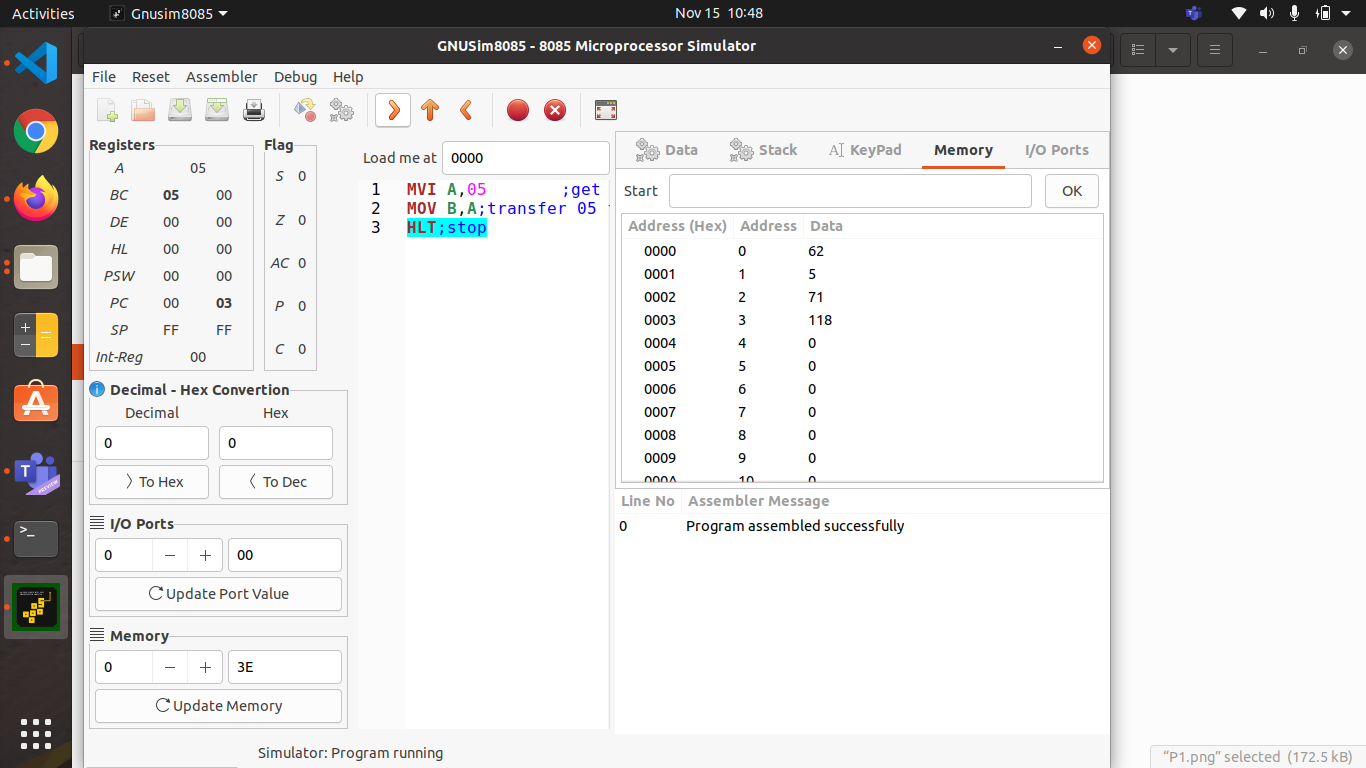 Activities Gnusim8085 Nov 15 10:48
GNUSim8085 - 8085 Microprocessor Simulator
File Reset Assembler Debug Help
Registers
A 05
BC 05 00
DE 00 00
HL 00 00
PSW 00 00
PC 00 03
SP FF FF
Int-Reg 00
Flag
S 0
Z 0
AC 0
P 0
C 0
Decimal - Hex Convertion
Decimal Hex
0 0
To Hex To Dec
I/O Ports
0 − + 00
Update Port Value
Memory
0 − + 3E
Update Memory
Load me at 0000
1 MVI A,05 ;get
2 MOV B,A;transfer 05
3 HLT;stop
Data Stack KeyPad Memory I/O Ports
Start OK
Address (Hex) Address Data
0000 0 62
0001 1 5
0002 2 71
0003 3 118
0004 4 0
0005 5 0
0006 6 0
0007 7 0
0008 8 0
0009 9 0
000A 10 0
Line No Assembler Message
0 Program assembled successfully
Simulator: Program running
“P1.png” selected (172.5 kB)